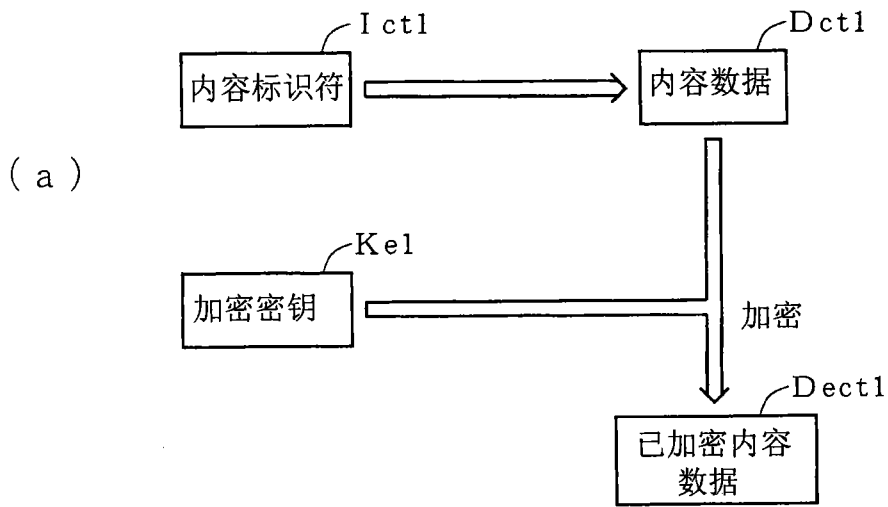 Ict1
Dct1
内容标识符
内容数据
(a)
Ke1
加密密钥
加密
Dect1
已加密内容
数据